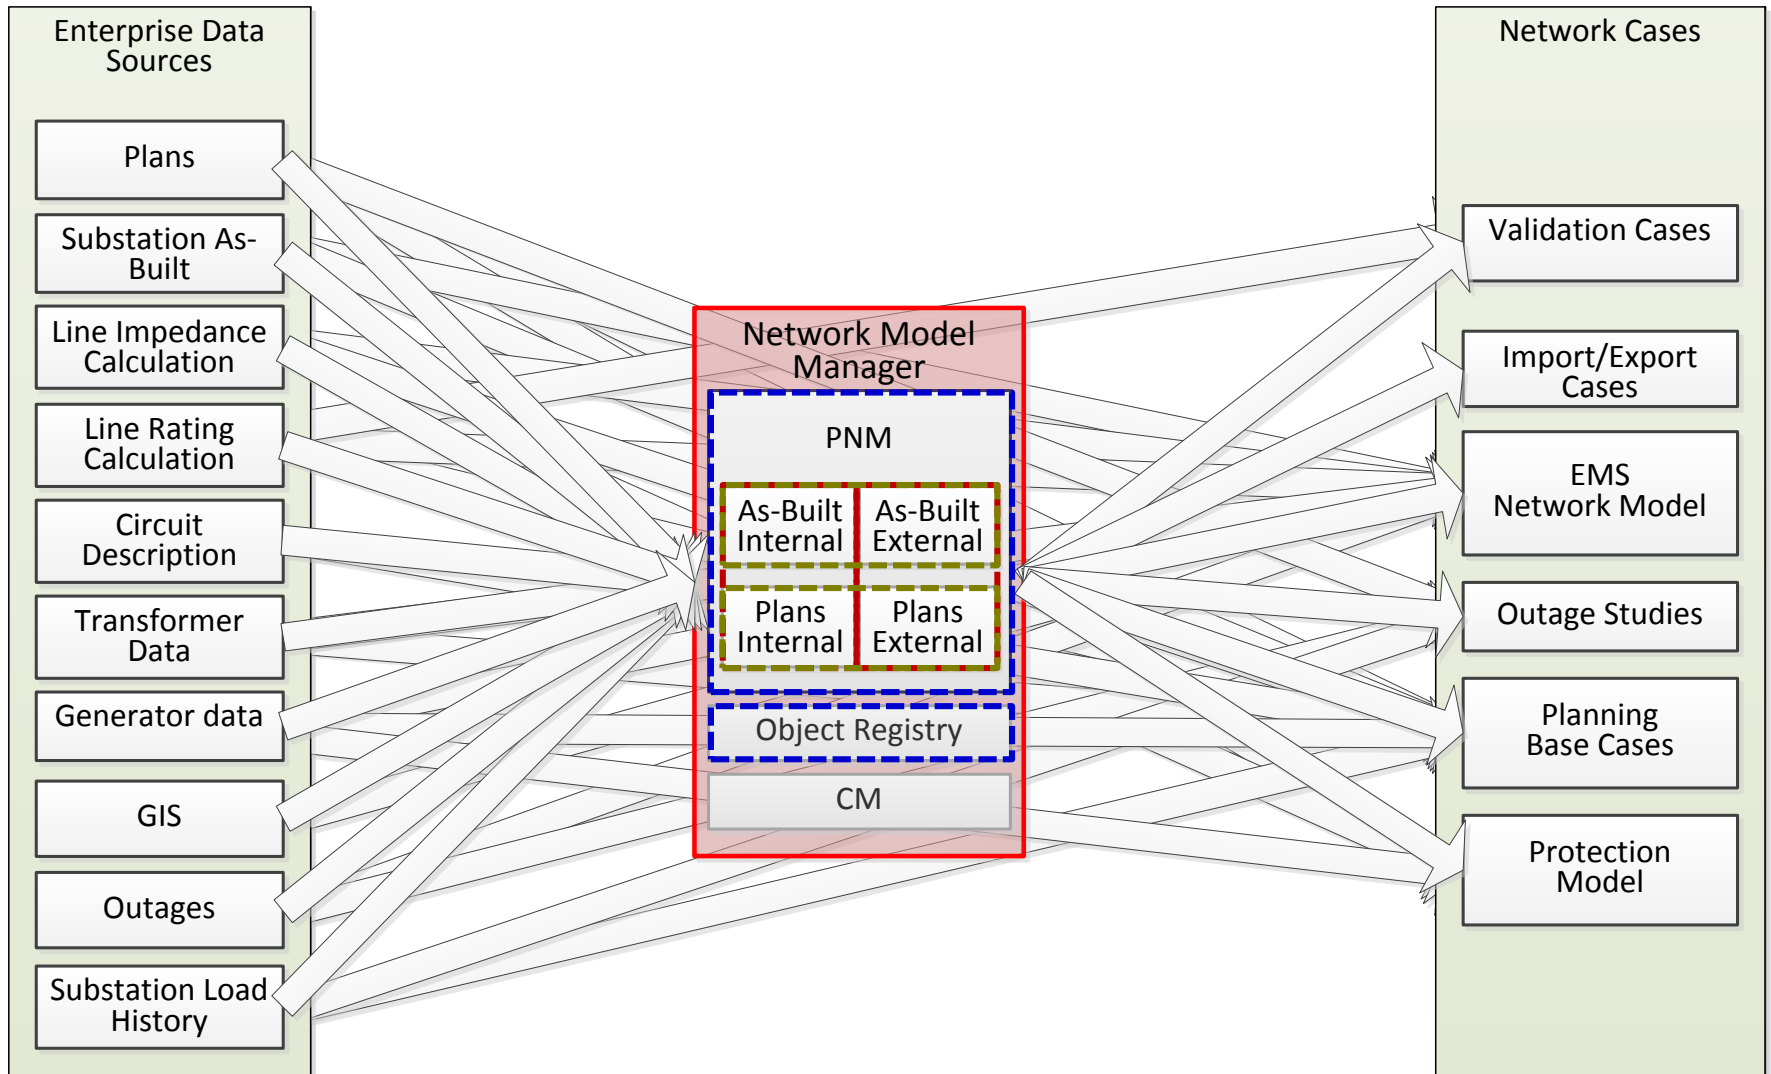 Enterprise Data
Sources
Plans
Substation As-
Built
Line Impedance
Calculation
Line Rating
Calculation
Circuit
Description
Transformer
Data
Generator data
GIS
Outages
Substation Load
History
Network Model
Manager
PNM
As-Built
Internal
As-Built
External
Plans
Internal
Plans
External
Object Registry
CM
Network Cases
Validation Cases
Import/Export
Cases
EMS
Network Model
Outage Studies
Planning
Base Cases
Protection
Model